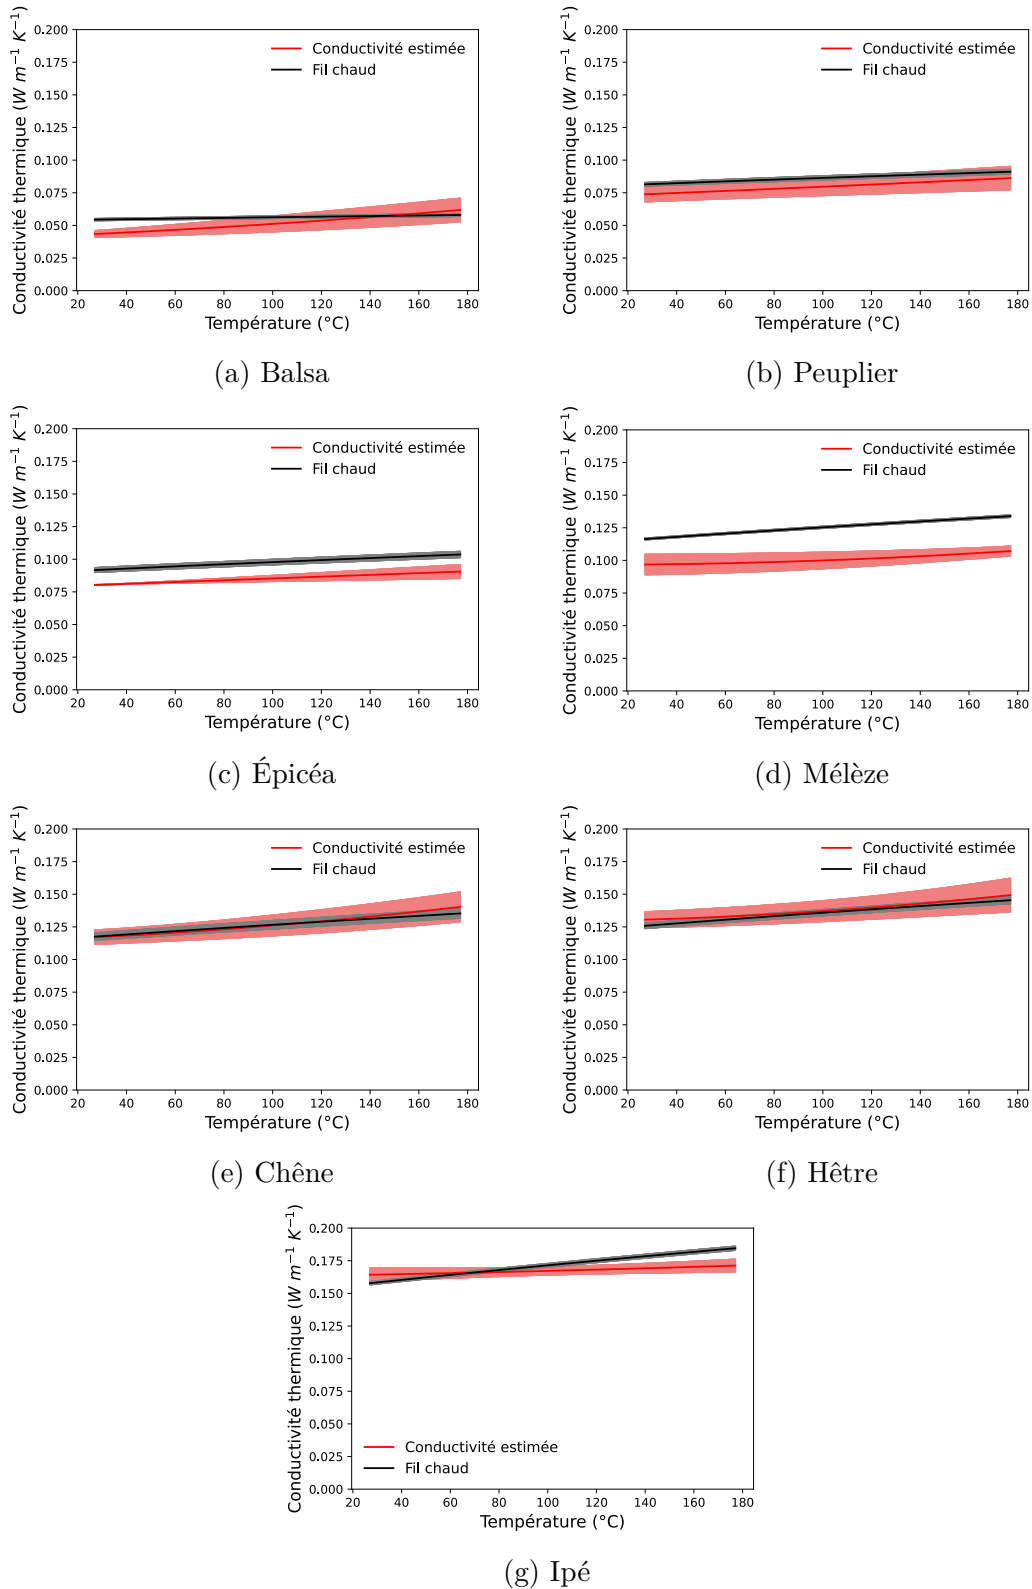 Conductivité thermique (W m⁻¹ K⁻¹)
0.200
0.175
0.150
0.125
0.100
0.075
0.050
0.025
0.000
Conductivité estimée
Fil chaud
20 40 60 80 100 120 140 160 180
Température (°C)
(a) Balsa
Conductivité thermique (W m⁻¹ K⁻¹)
0.200
0.175
0.150
0.125
0.100
0.075
0.050
0.025
0.000
Conductivité estimée
Fil chaud
20 40 60 80 100 120 140 160 180
Température (°C)
(b) Peuplier
Conductivité thermique (W m⁻¹ K⁻¹)
0.200
0.175
0.150
0.125
0.100
0.075
0.050
0.025
0.000
Conductivité estimée
Fil chaud
20 40 60 80 100 120 140 160 180
Température (°C)
(c) Épicéa
Conductivité thermique (W m⁻¹ K⁻¹)
0.200
0.175
0.150
0.125
0.100
0.075
0.050
0.025
0.000
Conductivité estimée
Fil chaud
20 40 60 80 100 120 140 160 180
Température (°C)
(d) Mélèze
Conductivité thermique (W m⁻¹ K⁻¹)
0.200
0.175
0.150
0.125
0.100
0.075
0.050
0.025
0.000
Conductivité estimée
Fil chaud
20 40 60 80 100 120 140 160 180
Température (°C)
(e) Chêne
Conductivité thermique (W m⁻¹ K⁻¹)
0.200
0.175
0.150
0.125
0.100
0.075
0.050
0.025
0.000
Conductivité estimée
Fil chaud
20 40 60 80 100 120 140 160 180
Température (°C)
(f) Hêtre
Conductivité thermique (W m⁻¹ K⁻¹)
0.200
0.175
0.150
0.125
0.100
0.075
0.050
0.025
0.000
Conductivité estimée
Fil chaud
20 40 60 80 100 120 140 160 180
Température (°C)
(g) Ipé